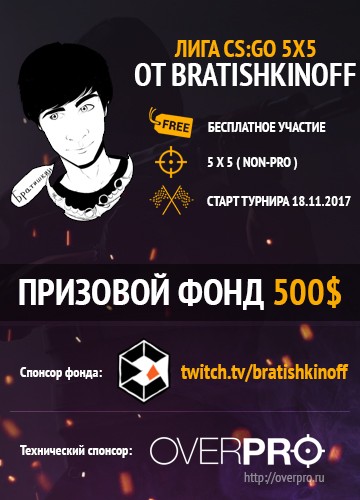 ЛИГА CS:GO 5X5
ОТ BRATISHKINOFF
FREE
БЕСПЛАТНОЕ УЧАСТИЕ
5 X 5 ( NON-PRO )
Братишкин
СТАРТ ТУРНИРА 18.11.2017
ПРИЗОВОЙ ФОНД 500$
Спонсор фонда:
twitch.tv/bratishkinoff
Технический спонсор:
OVERPRO
http://overpro.ru